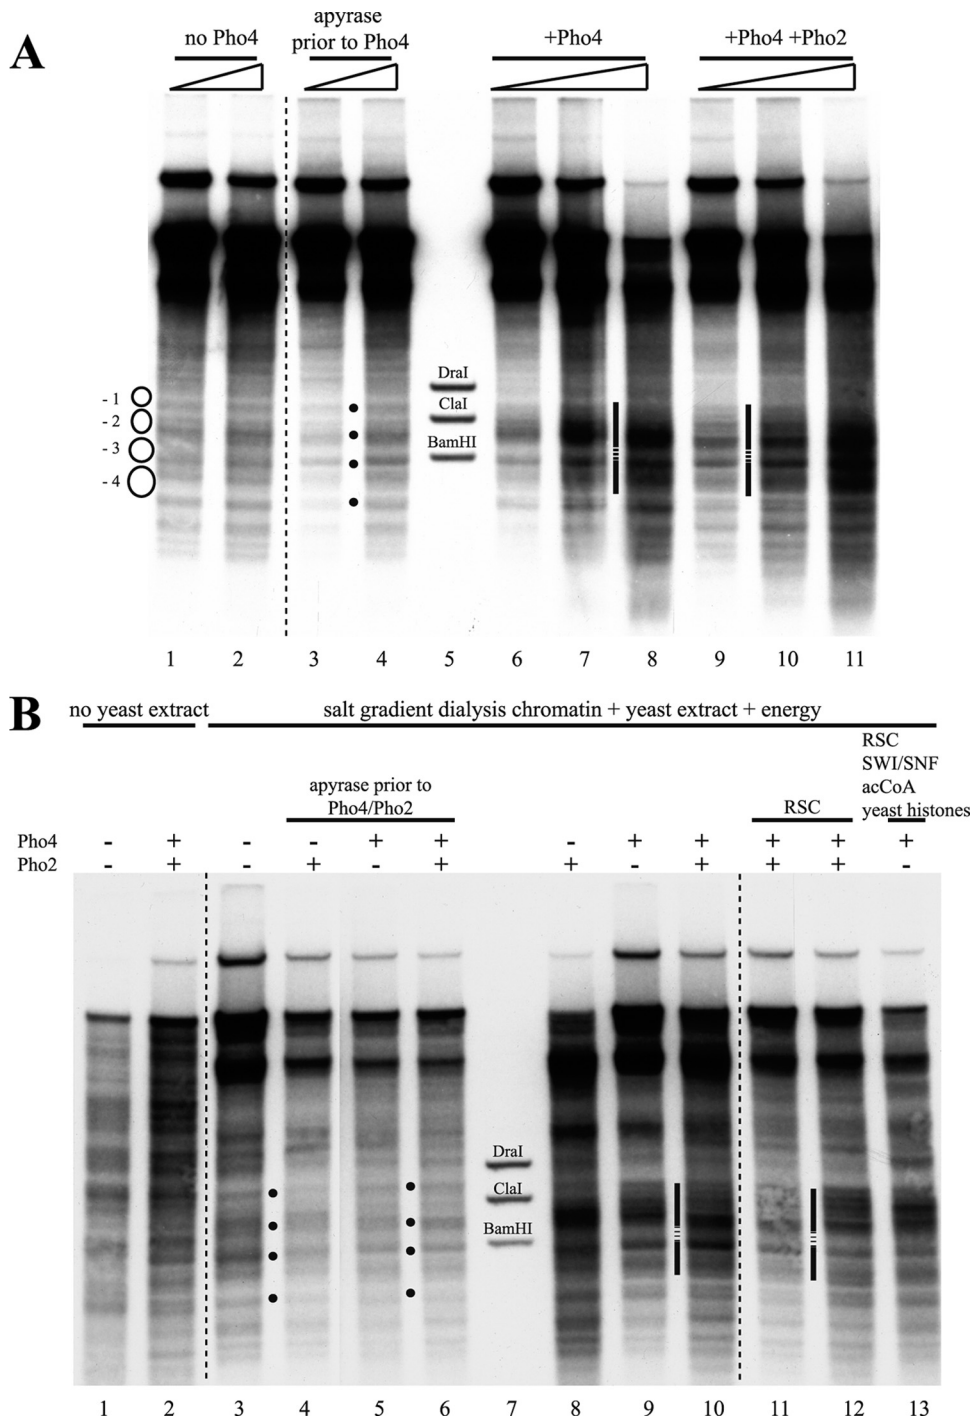 A
no Pho4
apyrase
prior to Pho4
+Pho4
+Pho4 +Pho2
DraI
ClaI
BamHI
- 1
- 2
- 3
- 4
1 2 3 4 5 6 7 8 9 10 11
B
no yeast extract
salt gradient dialysis chromatin + yeast extract + energy
RSC
SWI/SNF
acCoA
yeast histones
apyrase prior to
Pho4/Pho2
RSC
Pho4 - + - - + + - + + + + +
Pho2 - + - + - + + - + + + -
DraI
ClaI
BamHI
1 2 3 4 5 6 7 8 9 10 11 12 13